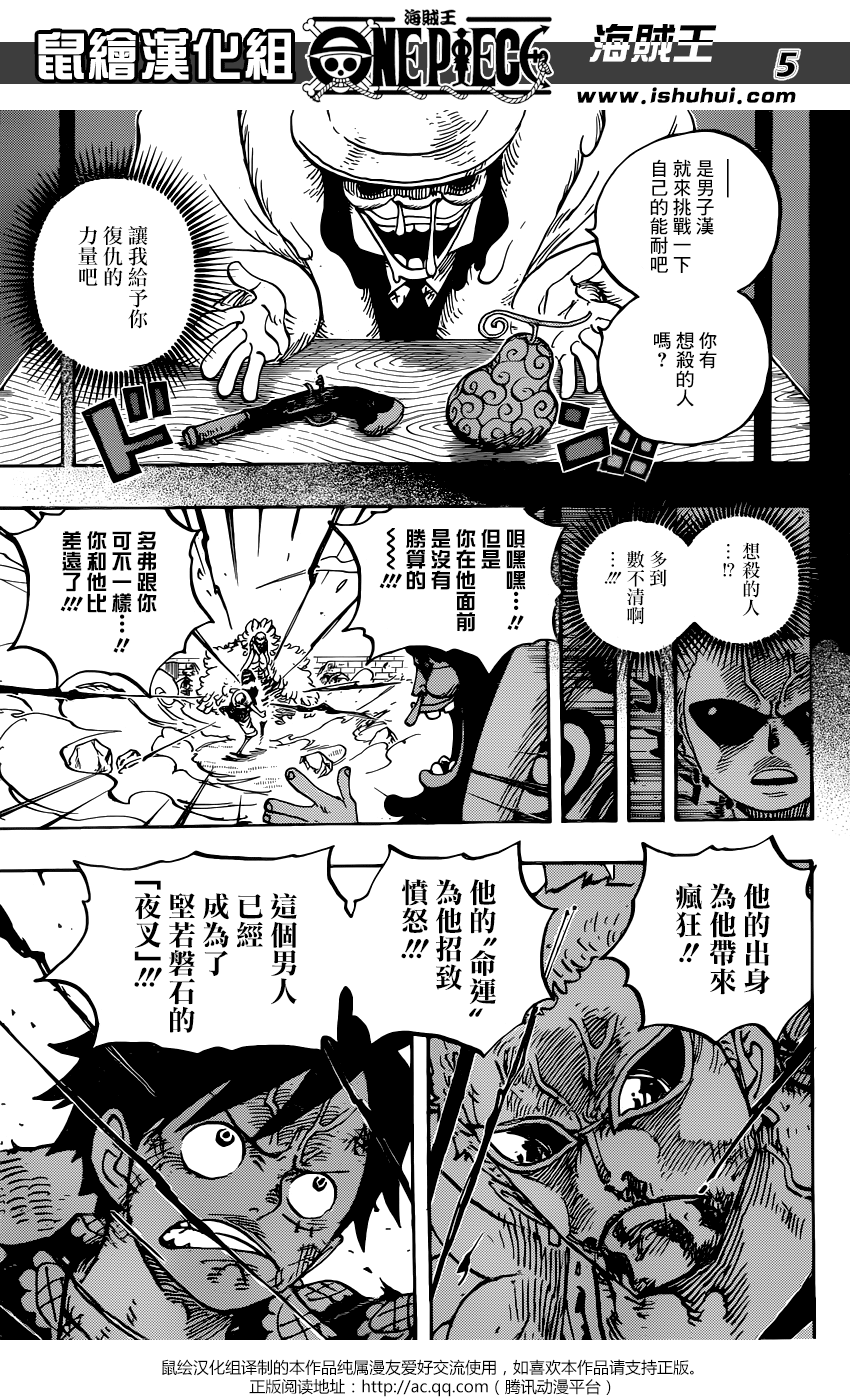 鼠繪漢化組
海賊王
ONE PIECE
海賊王
5
www.ishuhui.com
是男子漢
就來挑戰一下
自己的能耐吧
你有
想殺的人
嗎?
讓我給予你
復仇的
力量吧
ドンッ
想殺的人
…!?
多到
數不清啊
…!!!
唄嘿嘿…!!
但是
你在他面前
是沒有
勝算的
~~!!!
多弗跟你
可不一樣…!!
你和他比
差遠了!!!
他的出身
為他帶來
瘋狂!!
他的“命運”
為他招致
憤怒!!!
這個男人
已經
成為了
堅若磐石的
「夜叉」!!!
鼠绘汉化组译制的本作品纯属漫友爱好交流使用，如喜欢本作品请支持正版。
正版阅读地址：http://ac.qq.com（腾讯动漫平台）